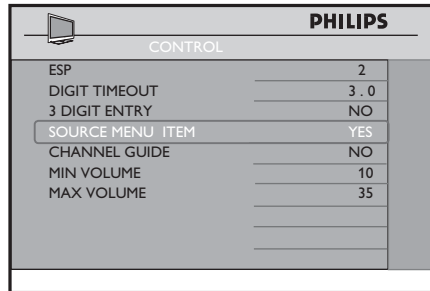 PHILIPS
CONTROL
ESP 2
DIGIT TIMEOUT 3 . 0
3 DIGIT ENTRY NO
SOURCE MENU ITEM YES
CHANNEL GUIDE NO
MIN VOLUME 10
MAX VOLUME 35